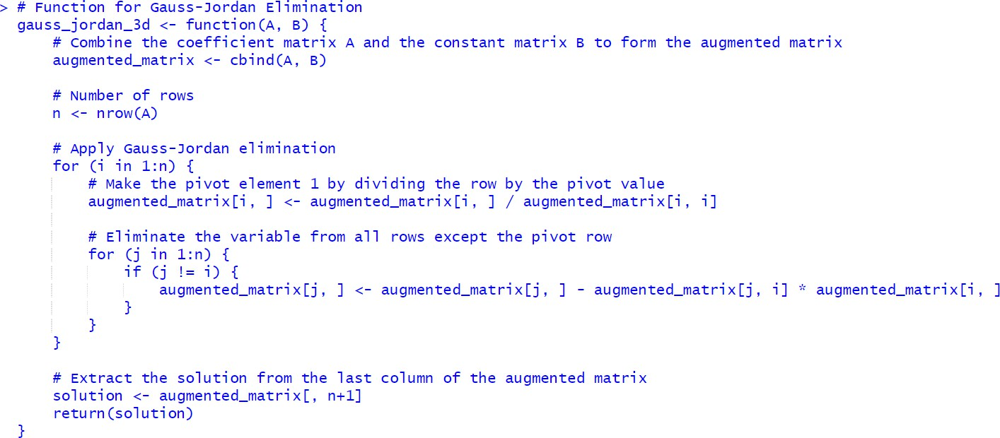 > # Function for Gauss-Jordan Elimination
gauss_jordan_3d <- function(A, B) {
# Combine the coefficient matrix A and the constant matrix B to form the augmented matrix
augmented_matrix <- cbind(A, B)
# Number of rows
n <- nrow(A)
# Apply Gauss-Jordan elimination
for (i in 1:n) {
# Make the pivot element 1 by dividing the row by the pivot value
augmented_matrix[i, ] <- augmented_matrix[i, ] / augmented_matrix[i, i]
# Eliminate the variable from all rows except the pivot row
for (j in 1:n) {
if (j != i) {
augmented_matrix[j, ] <- augmented_matrix[j, ] - augmented_matrix[j, i] * augmented_matrix[i, ]
}
}
}
# Extract the solution from the last column of the augmented matrix
solution <- augmented_matrix[, n+1]
return(solution)
}